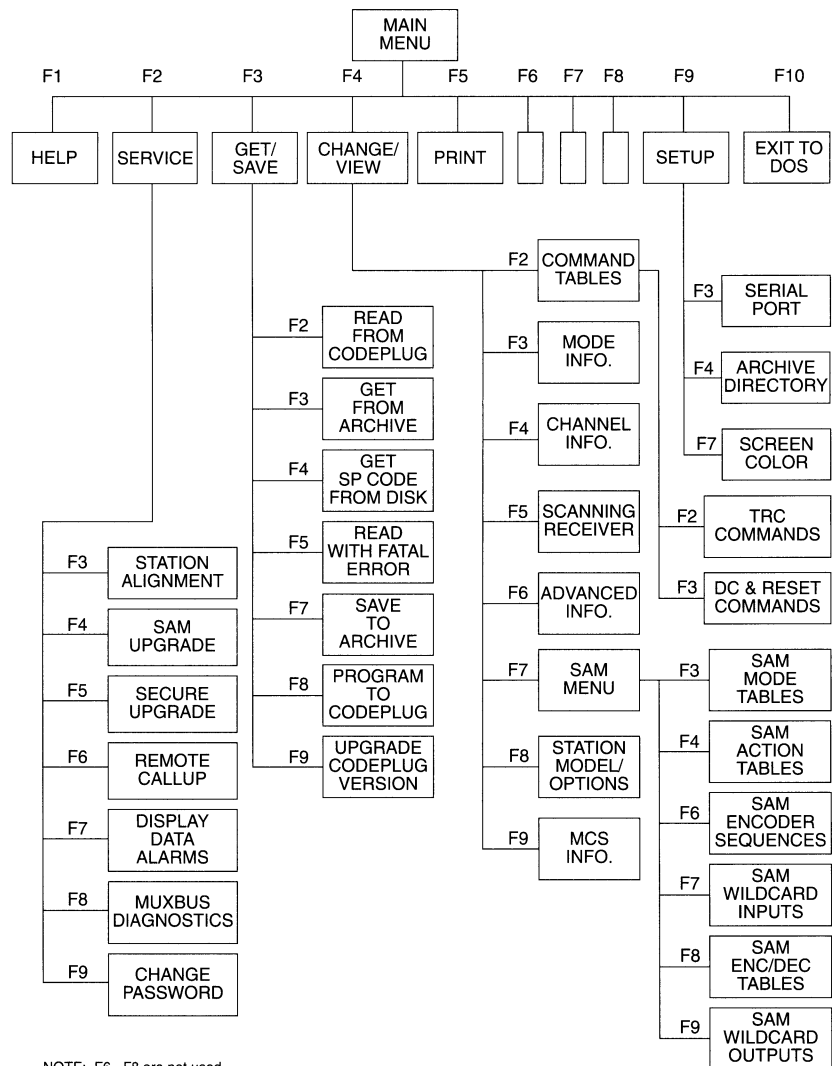 MAIN
MENU
F1 F2 F3 F4 F5 F6 F7 F8 F9 F10
HELP
SERVICE
GET/
SAVE
CHANGE/
VIEW
PRINT
SETUP
EXIT TO
DOS
F3 STATION
ALIGNMENT
F4 SAM
UPGRADE
F5 SECURE
UPGRADE
F6 REMOTE
CALLUP
F7 DISPLAY
DATA
ALARMS
F8 MUXBUS
DIAGNOSTICS
F9 CHANGE
PASSWORD
F2 READ
FROM
CODEPLUG
F3 GET
FROM
ARCHIVE
F4 GET
SP CODE
FROM DISK
F5 READ
WITH FATAL
ERROR
F7 SAVE
TO
ARCHIVE
F8 PROGRAM
TO
CODEPLUG
F9 UPGRADE
CODEPLUG
VERSION
F2 COMMAND
TABLES
F3 MODE
INFO.
F4 CHANNEL
INFO.
F5 SCANNING
RECEIVER
F6 ADVANCED
INFO.
F7 SAM
MENU
F8 STATION
MODEL/
OPTIONS
F9 MCS
INFO.
F3 SERIAL
PORT
F4 ARCHIVE
DIRECTORY
F7 SCREEN
COLOR
F2 TRC
COMMANDS
F3 DC & RESET
COMMANDS
F3 SAM
MODE
TABLES
F4 SAM
ACTION
TABLES
F6 SAM
ENCODER
SEQUENCES
F7 SAM
WILDCARD
INPUTS
F8 SAM
ENC/DEC
TABLES
F9 SAM
WILDCARD
OUTPUTS
NOTE: F6 - F8 are not used